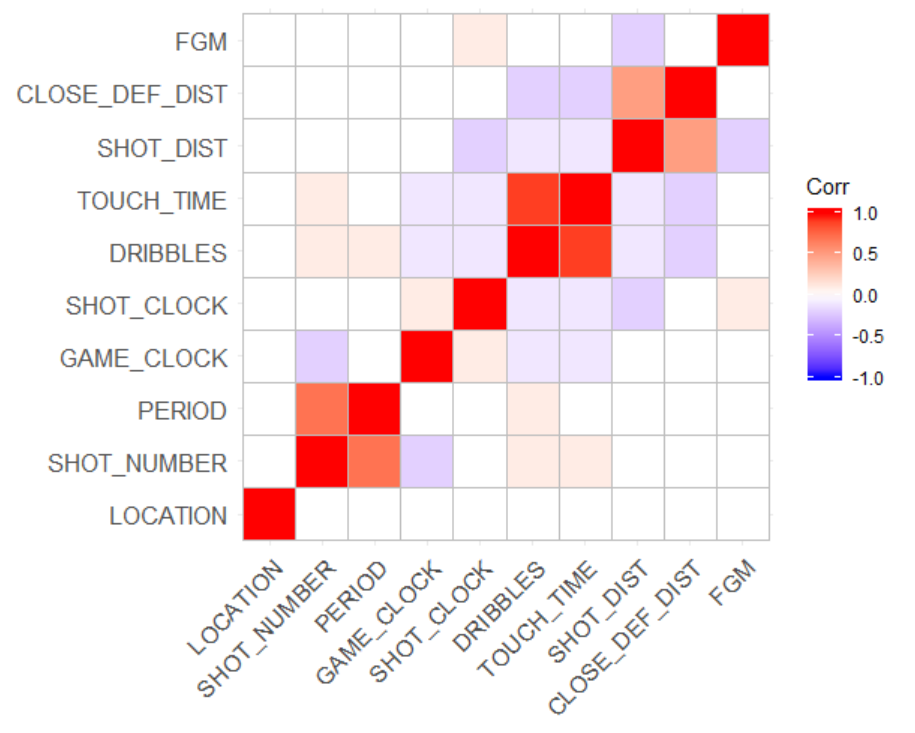 FGM
CLOSE_DEF_DIST
SHOT_DIST
TOUCH_TIME
DRIBBLES
SHOT_CLOCK
GAME_CLOCK
PERIOD
SHOT_NUMBER
LOCATION
LOCATION
SHOT_NUMBER
PERIOD
GAME_CLOCK
SHOT_CLOCK
DRIBBLES
TOUCH_TIME
SHOT_DIST
CLOSE_DEF_DIST
FGM
Corr
1.0
0.5
0.0
-0.5
-1.0